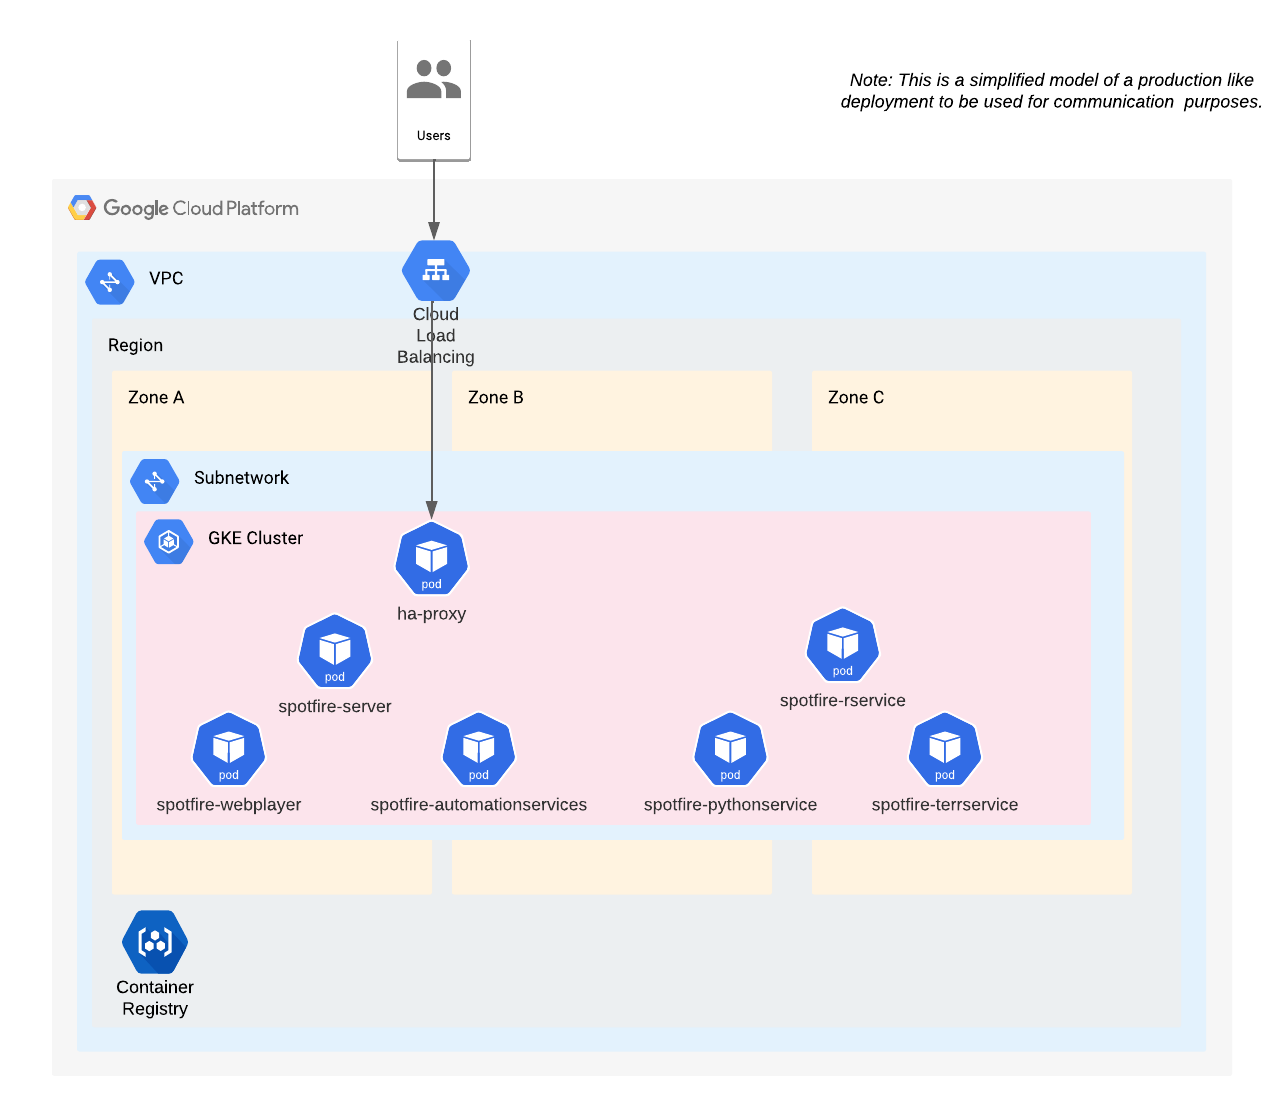 Note: This is a simplified model of a production like
deployment to be used for communication purposes.
Users
Google Cloud Platform
VPC
Cloud
Load
Balancing
Region
Zone A
Zone B
Zone C
Subnetwork
GKE Cluster
pod
ha-proxy
pod
spotfire-server
pod
spotfire-rservice
pod
spotfire-webplayer
pod
spotfire-automationservices
pod
spotfire-pythonservice
pod
spotfire-terrservice
Container
Registry